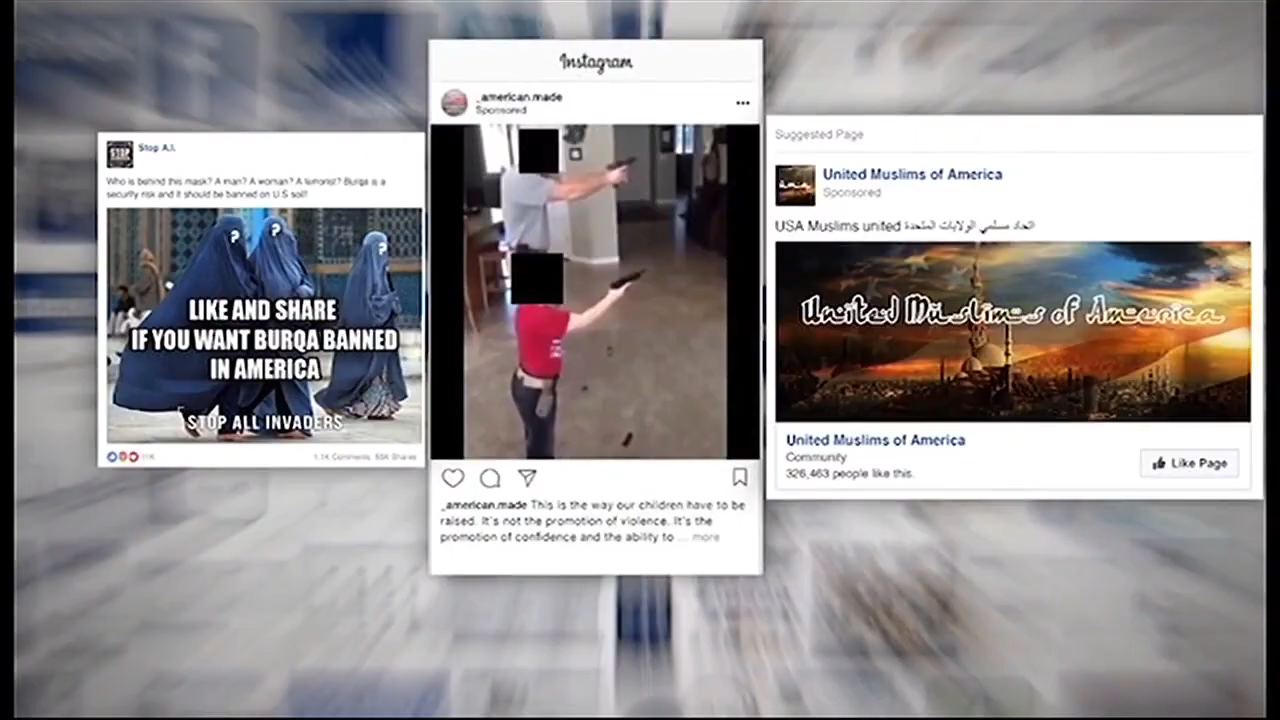 Stop A.I.
Who is behind this mask? A man? A woman? A terrorist? Burqa is a
security risk and it should be banned on U.S soil!
?
?
?
LIKE AND SHARE
IF YOU WANT BURQA BANNED
IN AMERICA
STOP ALL INVADERS
Instagram
_american.made
Sponsored
_american.made This is the way our children have to be
raised. It's not the promotion of violence. It's the
promotion of confidence and the ability to ... more
Suggested Page
United Muslims of America
Sponsored
USA Muslims united اتحاد مسلمي الولايات المتحدة
United Muslims of America
United Muslims of America
Community
326,463 people like this.
Like Page